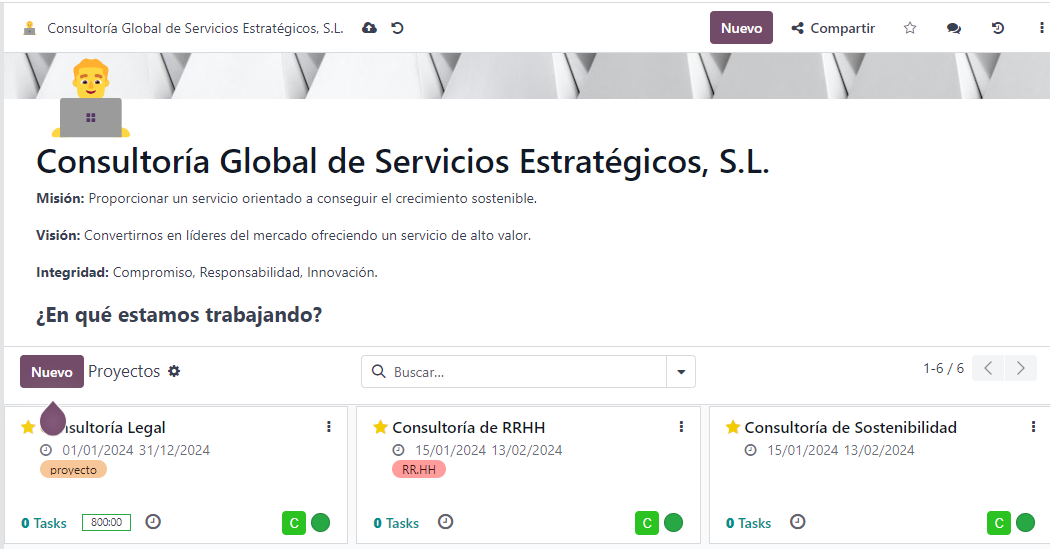 Consultoría Global de Servicios Estratégicos, S.L.
Nuevo
Compartir
Consultoría Global de Servicios Estratégicos, S.L.
Misión: Proporcionar un servicio orientado a conseguir el crecimiento sostenible.
Visión: Convertirnos en líderes del mercado ofreciendo un servicio de alto valor.
Integridad: Compromiso, Responsabilidad, Innovación.
¿En qué estamos trabajando?
Nuevo Proyectos
Buscar...
1-6 / 6
nsultoría Legal
01/01/2024 31/12/2024
proyecto
0 Tasks 800:00 C
Consultoría de RRHH
15/01/2024 13/02/2024
RR.HH
0 Tasks C
Consultoría de Sostenibilidad
15/01/2024 13/02/2024
0 Tasks C